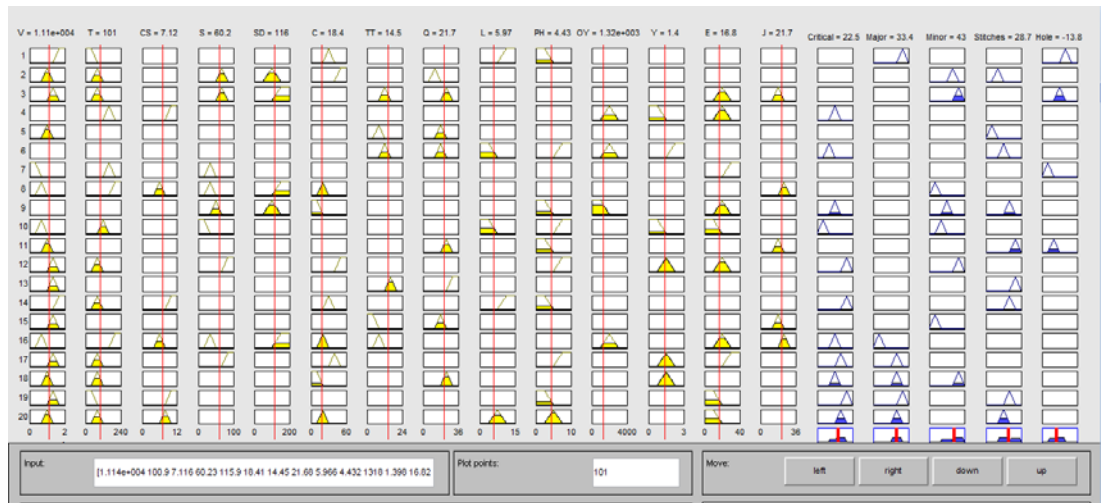 V = 1.11e+004 T = 101 CS = 7.12 S = 60.2 SD = 116 C = 18.4 TT = 14.5 Q = 21.7 L = 5.97 PH = 4.43 OY = 1.32e+003 Y = 1.4 E = 16.8 J = 21.7 Critical = 22.5 Major = 33.4 Minor = 43 Stitches = 28.7 Hole = -13.8
1
2
3
4
5
6
7
8
9
10
11
12
13
14
15
16
17
18
19
20
0 2 0 240 0 12 0 100 0 200 0 60 0 24 0 36 0 15 0 10 0 4000 0 3 0 40 0 36
Input:
[1.114e+004 100.9 7.116 60.23 115.9 18.41 14.45 21.68 5.966 4.432 1318 1.398 16.82
Plot points:
101
Move:
left
right
down
up